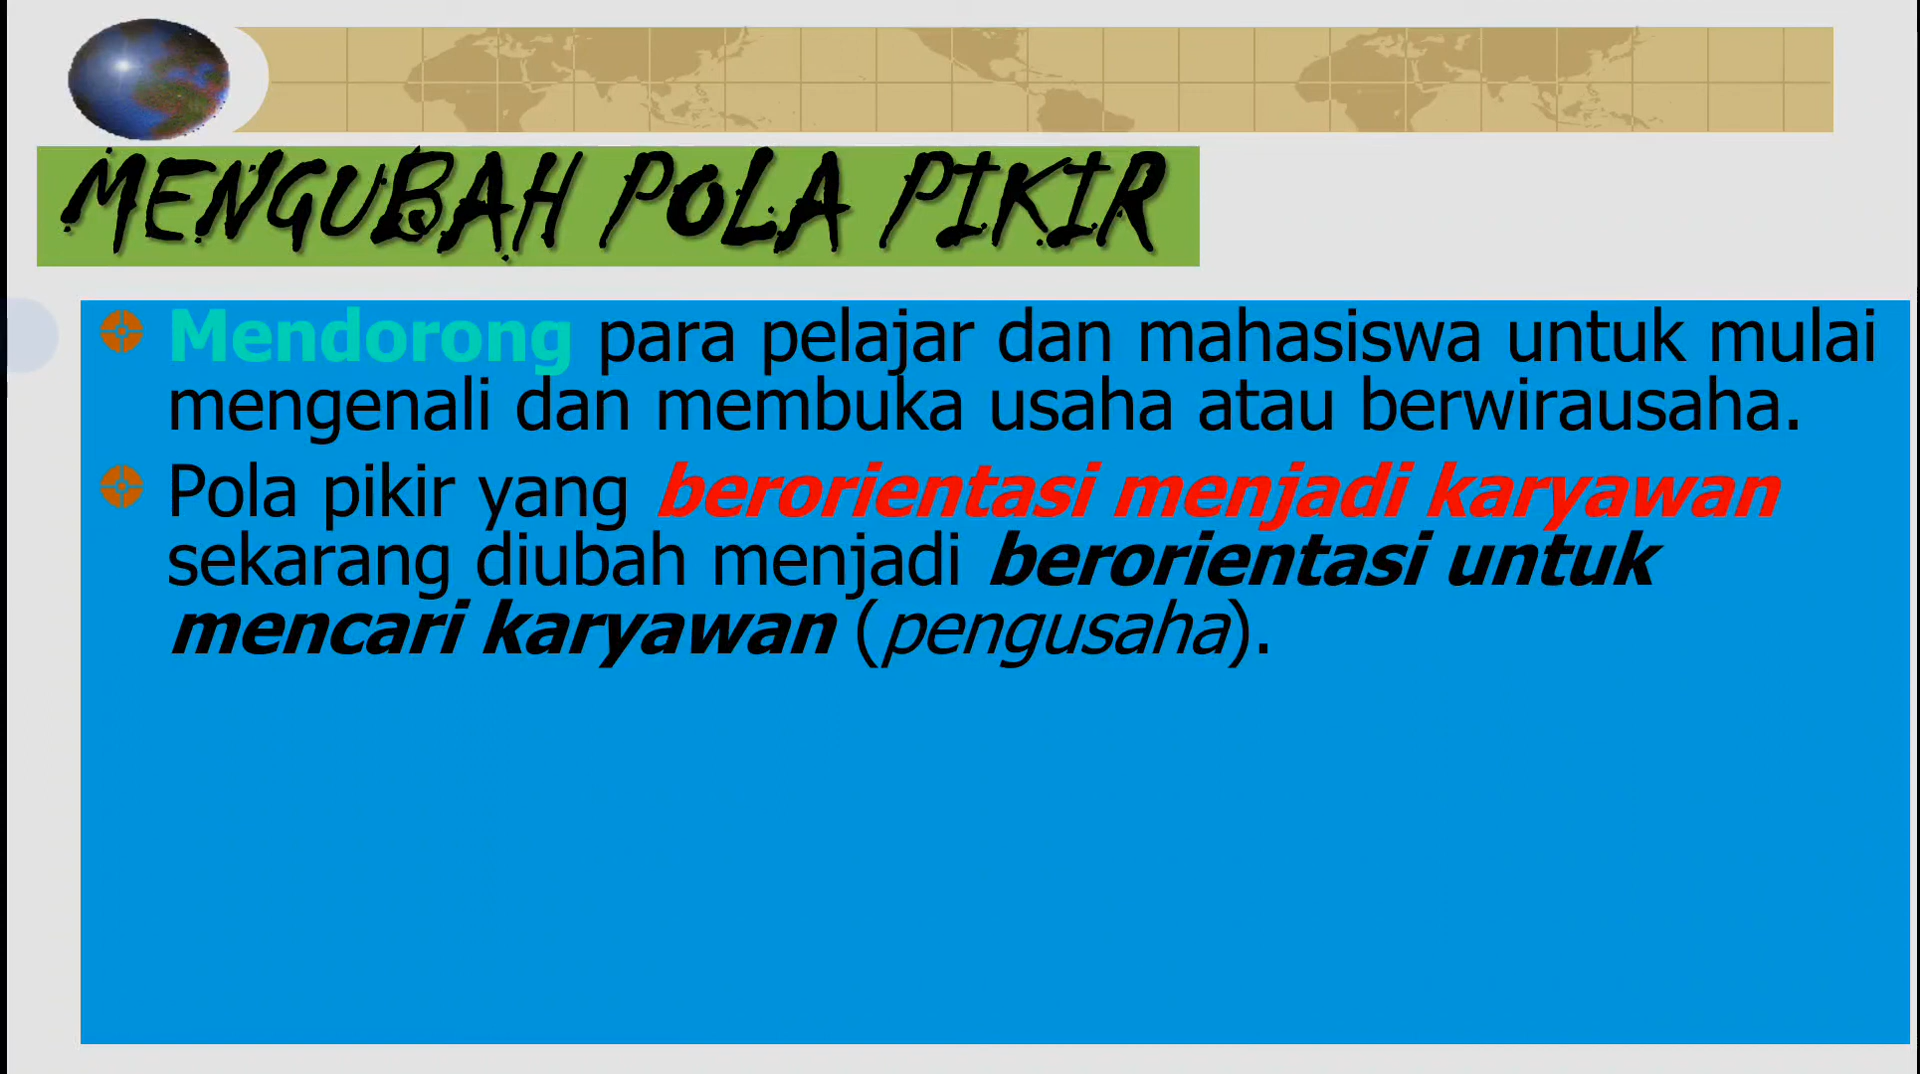 MENGUBAH POLA PIKIR
Mendorong para pelajar dan mahasiswa untuk mulai
mengenali dan membuka usaha atau berwirausaha.
Pola pikir yang berorientasi menjadi karyawan
sekarang diubah menjadi berorientasi untuk
mencari karyawan (pengusaha).